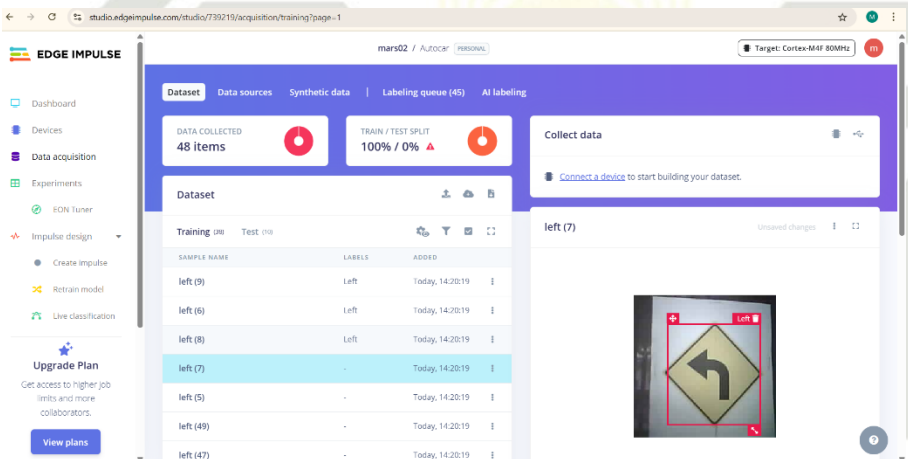 studio.edgeimpulse.com/studio/739219/acquisition/training?page=1
M
EDGE IMPULSE
mars02 / Autocar PERSONAL
Target: Cortex-M4F 80MHz
m
Dataset Data sources Synthetic data | Labeling queue (45) AI labeling
Dashboard
Devices
Data acquisition
Experiments
EON Tuner
Impulse design
Create impulse
Retrain model
Live classification
Upgrade Plan
Get access to higher job
limits and more
collaborators.
View plans
DATA COLLECTED
48 items
TRAIN / TEST SPLIT
100% / 0%
Collect data
Connect a device to start building your dataset.
Dataset
Training Test
SAMPLE NAME LABELS ADDED
left (9) Left Today, 14:20:19
left (6) Left Today, 14:20:19
left (8) Left Today, 14:20:19
left (7) - Today, 14:20:19
left (5) - Today, 14:20:19
left (49) - Today, 14:20:19
left (47) - Today, 14:20:19
left (7)
Unsaved changes
Left
?